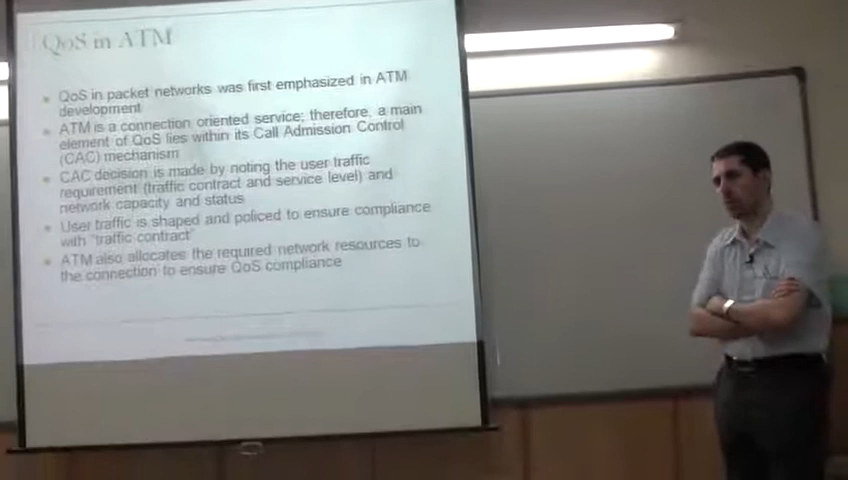 QoS in ATM
QoS in packet networks was first emphasized in ATM
development
ATM is a connection oriented service; therefore, a main
element of QoS lies within its Call Admission Control
(CAC) mechanism
CAC decision is made by noting the user traffic
requirement (traffic contract and service level) and
network capacity and status
User traffic is shaped and policed to ensure compliance
with "traffic contract"
ATM also allocates the required network resources to
the connection to ensure QoS compliance